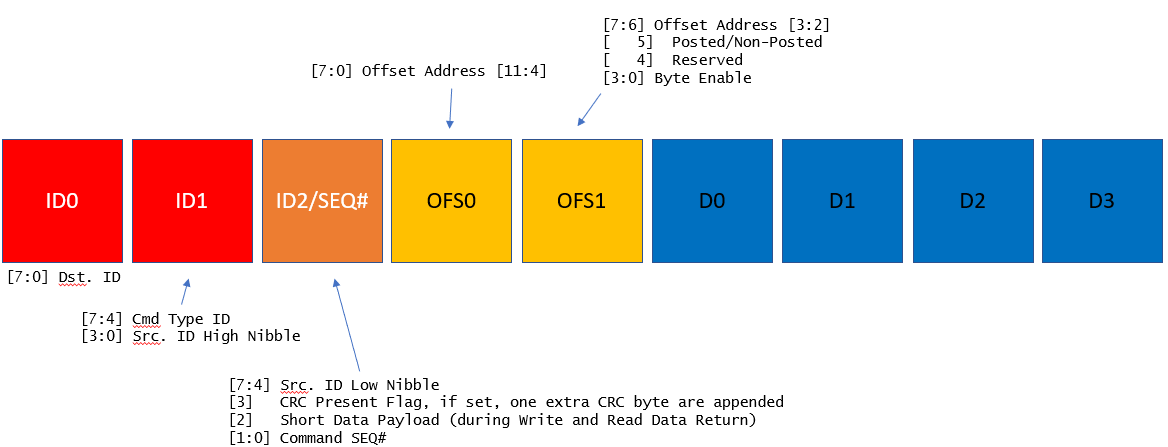 [7:6] Offset Address [3:2]
[   5]  Posted/Non-Posted
[   4]  Reserved
[3:0] Byte Enable
[7:0] Offset Address [11:4]
ID0 ID1 ID2/SEQ# OFS0 OFS1 D0 D1 D2 D3
[7:0] Dst. ID
[7:4] Cmd Type ID
[3:0] Src. ID High Nibble
[7:4] Src. ID Low Nibble
[3]   CRC Present Flag, if set, one extra CRC byte are appended
[2]   Short Data Payload (during Write and Read Data Return)
[1:0] Command SEQ#